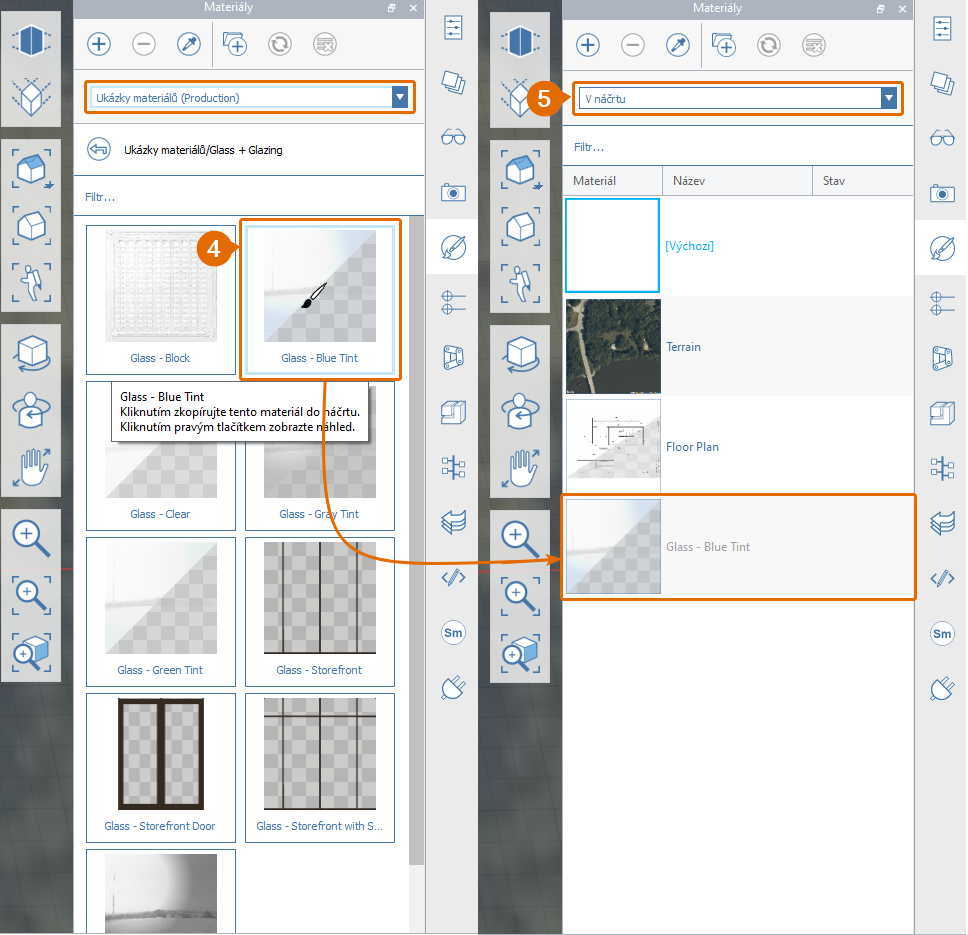 Materiály
Ukázky materiálů (Production)
Ukázky materiálů/Glass + Glazing
Filtr...
4
Glass - Block
Glass - Blue Tint
Glass - Blue Tint
Kliknutím zkopírujte tento materiál do náčrtu.
Kliknutím pravým tlačítkem zobrazte náhled.
Glass - Clear
Glass - Gray Tint
Glass - Green Tint
Glass - Storefront
Glass - Storefront Door
Glass - Storefront with S...
Sm
Materiály
5
V náčrtu
Filtr...
Materiál
Název
Stav
[Výchozí]
Terrain
Floor Plan
Glass - Blue Tint
Sm